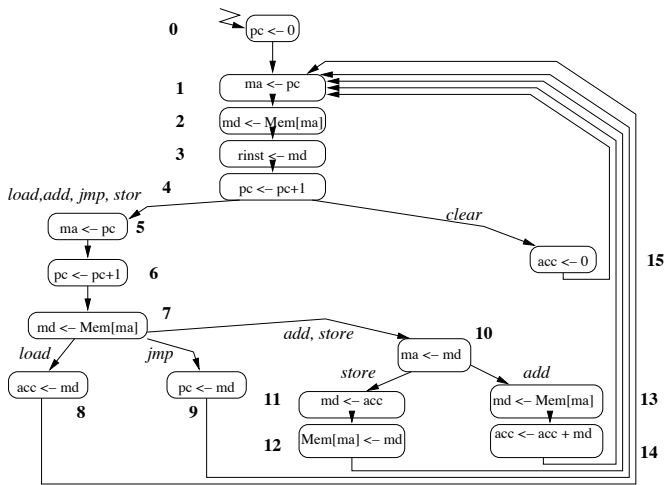 0
pc <- 0
1
ma <- pc
2
md <- Mem[ma]
3
rinst <- md
4
pc <- pc+1
load,add, jmp, stor
clear
ma <- pc
5
acc <- 0
15
pc <- pc+1
6
7
md <- Mem[ma]
add, store
10
ma <- md
load
jmp
store
add
acc <- md
8
pc <- md
9
11
md <- acc
md <- Mem[ma]
13
12
Mem[ma] <- md
acc <- acc + md
14